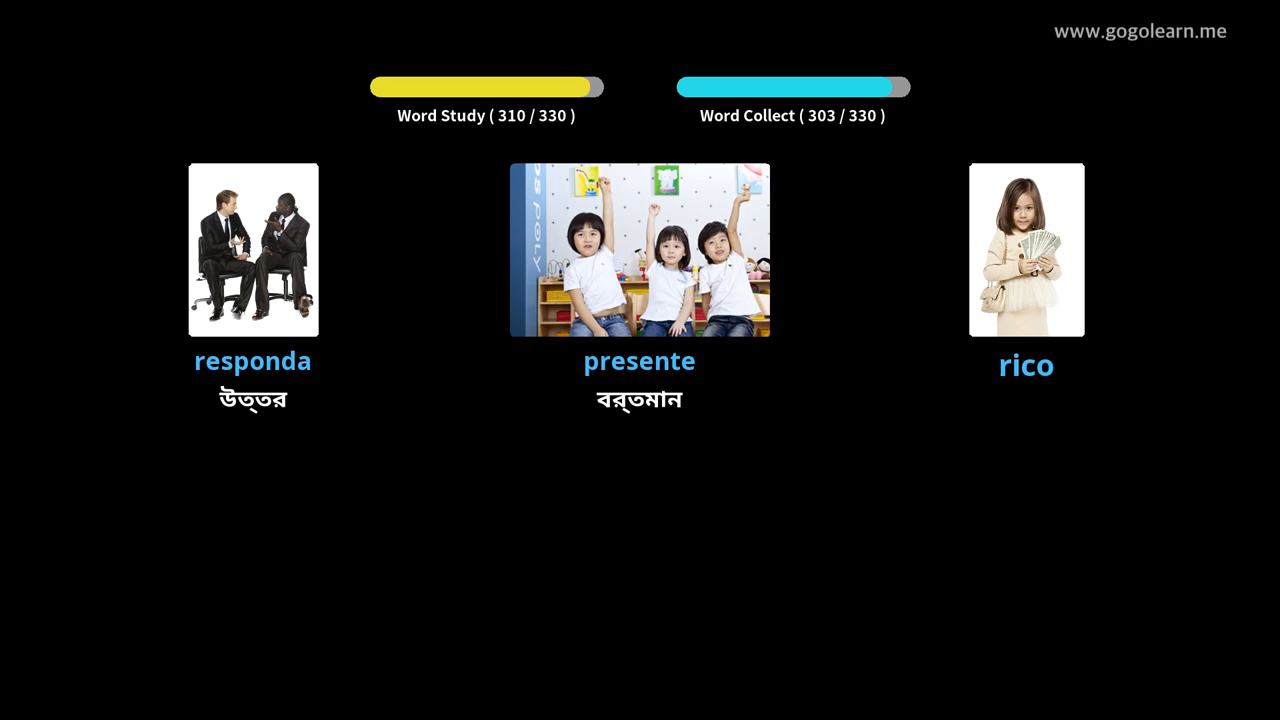 www.gogolearn.me
Word Study ( 310 / 330 )
Word Collect ( 303 / 330 )
responda
presente
rico
উত্তর
বর্তমান